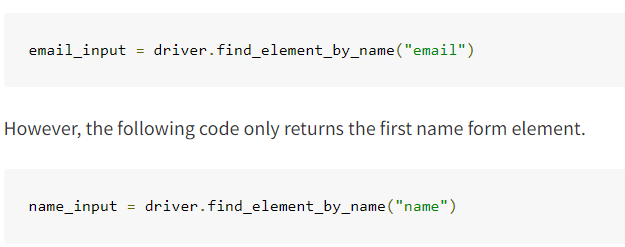 email_input = driver.find_element_by_name("email")
However, the following code only returns the first name form element.
name_input = driver.find_element_by_name("name")